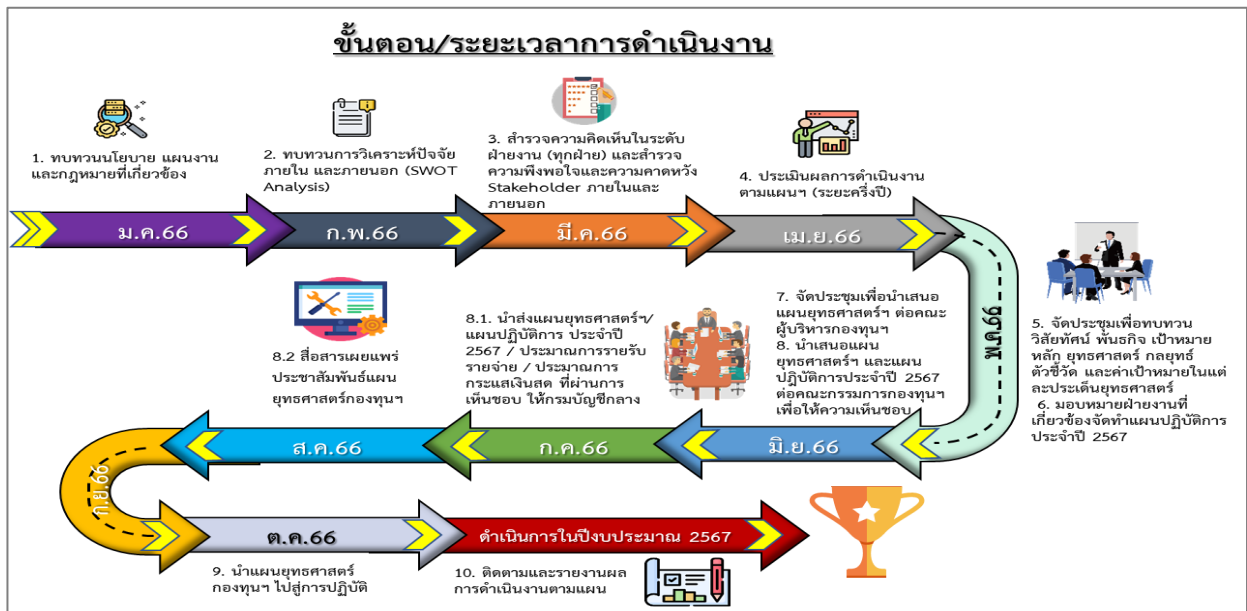 ขั้นตอน/ระยะเวลาการดำเนินงาน
1. ทบทวนนโยบาย แผนงาน
และกฎหมายที่เกี่ยวข้อง
2. ทบทวนการวิเคราะห์ปัจจัย
ภายใน และภายนอก (SWOT
Analysis)
3. สำรวจความคิดเห็นในระดับ
ฝ่ายงาน (ทุกฝ่าย) และสำรวจ
ความพึงพอใจและความคาดหวัง
Stakeholder ภายในและ
ภายนอก
4. ประเมินผลการดำเนินงาน
ตามแผนฯ (ระยะครึ่งปี)
ม.ค.66
ก.พ.66
มี.ค.66
เม.ย.66
พ.ค.66
5. จัดประชุมเพื่อทบทวน
วิสัยทัศน์ พันธกิจ เป้าหมาย
หลัก ยุทธศาสตร์ กลยุทธ์
ตัวชี้วัด และค่าเป้าหมายในแต่
ละประเด็นยุทธศาสตร์
6. มอบหมายฝ่ายงานที่
เกี่ยวข้องจัดทำแผนปฏิบัติการ
ประจำปี 2567
7. จัดประชุมเพื่อนำเสนอ
แผนยุทธศาสตร์ฯ ต่อคณะ
ผู้บริหารกองทุนฯ
8. นำเสนอแผน
ยุทธศาสตร์ฯ และแผน
ปฏิบัติการประจำปี 2567
ต่อคณะกรรมการกองทุนฯ
เพื่อให้ความเห็นชอบ
8.1. นำส่งแผนยุทธศาสตร์ฯ/
แผนปฏิบัติการ ประจำปี
2567 / ประมาณการรายรับ
รายจ่าย / ประมาณการ
กระแสเงินสด ที่ผ่านการ
เห็นชอบ ให้กรมบัญชีกลาง
8.2 สื่อสารเผยแพร่
ประชาสัมพันธ์แผน
ยุทธศาสตร์กองทุนฯ
มิ.ย.66
ก.ค.66
ส.ค.66
ก.ย.66
ต.ค.66
ดำเนินการในปีงบประมาณ 2567
9. นำแผนยุทธศาสตร์
กองทุนฯ ไปสู่การปฏิบัติ
10. ติดตามและรายงานผล
การดำเนินงานตามแผน